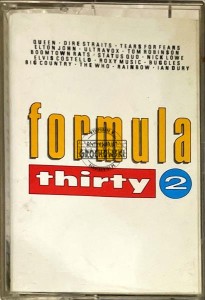 QUEEN · DIRE STRAITS · TEARS FOR FEARS
ELTON JOHN · ULTRAVOX · TOM ROBINSON
BOOMTOWN RATS · STATUS QUO · NICK LOWE
ELVIS COSTELLO · ROXY MUSIC · BUGGLES
BIG COUNTRY · THE WHO · RAINBOW · IAN DURY
formula
thirty 2